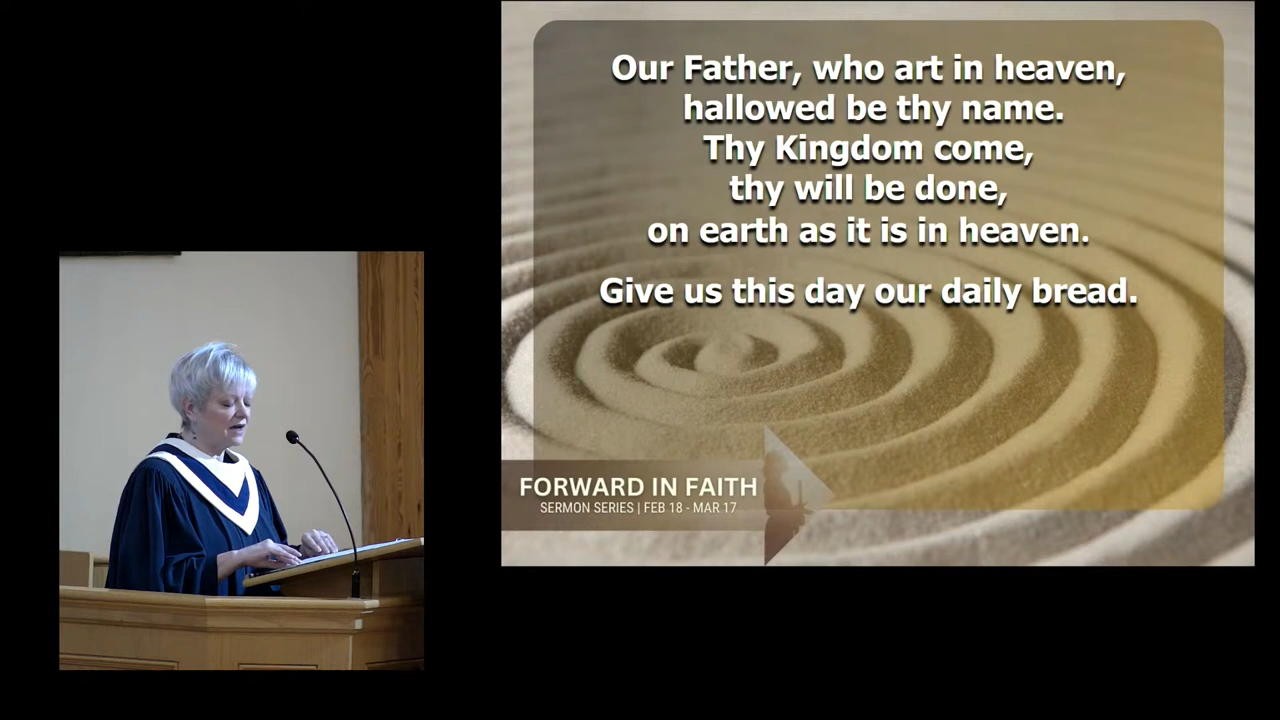 Our Father, who art in heaven,
hallowed be thy name.
Thy Kingdom come,
thy will be done,
on earth as it is in heaven.
Give us this day our daily bread.
FORWARD IN FAITH
SERMON SERIES | FEB 18 - MAR 17